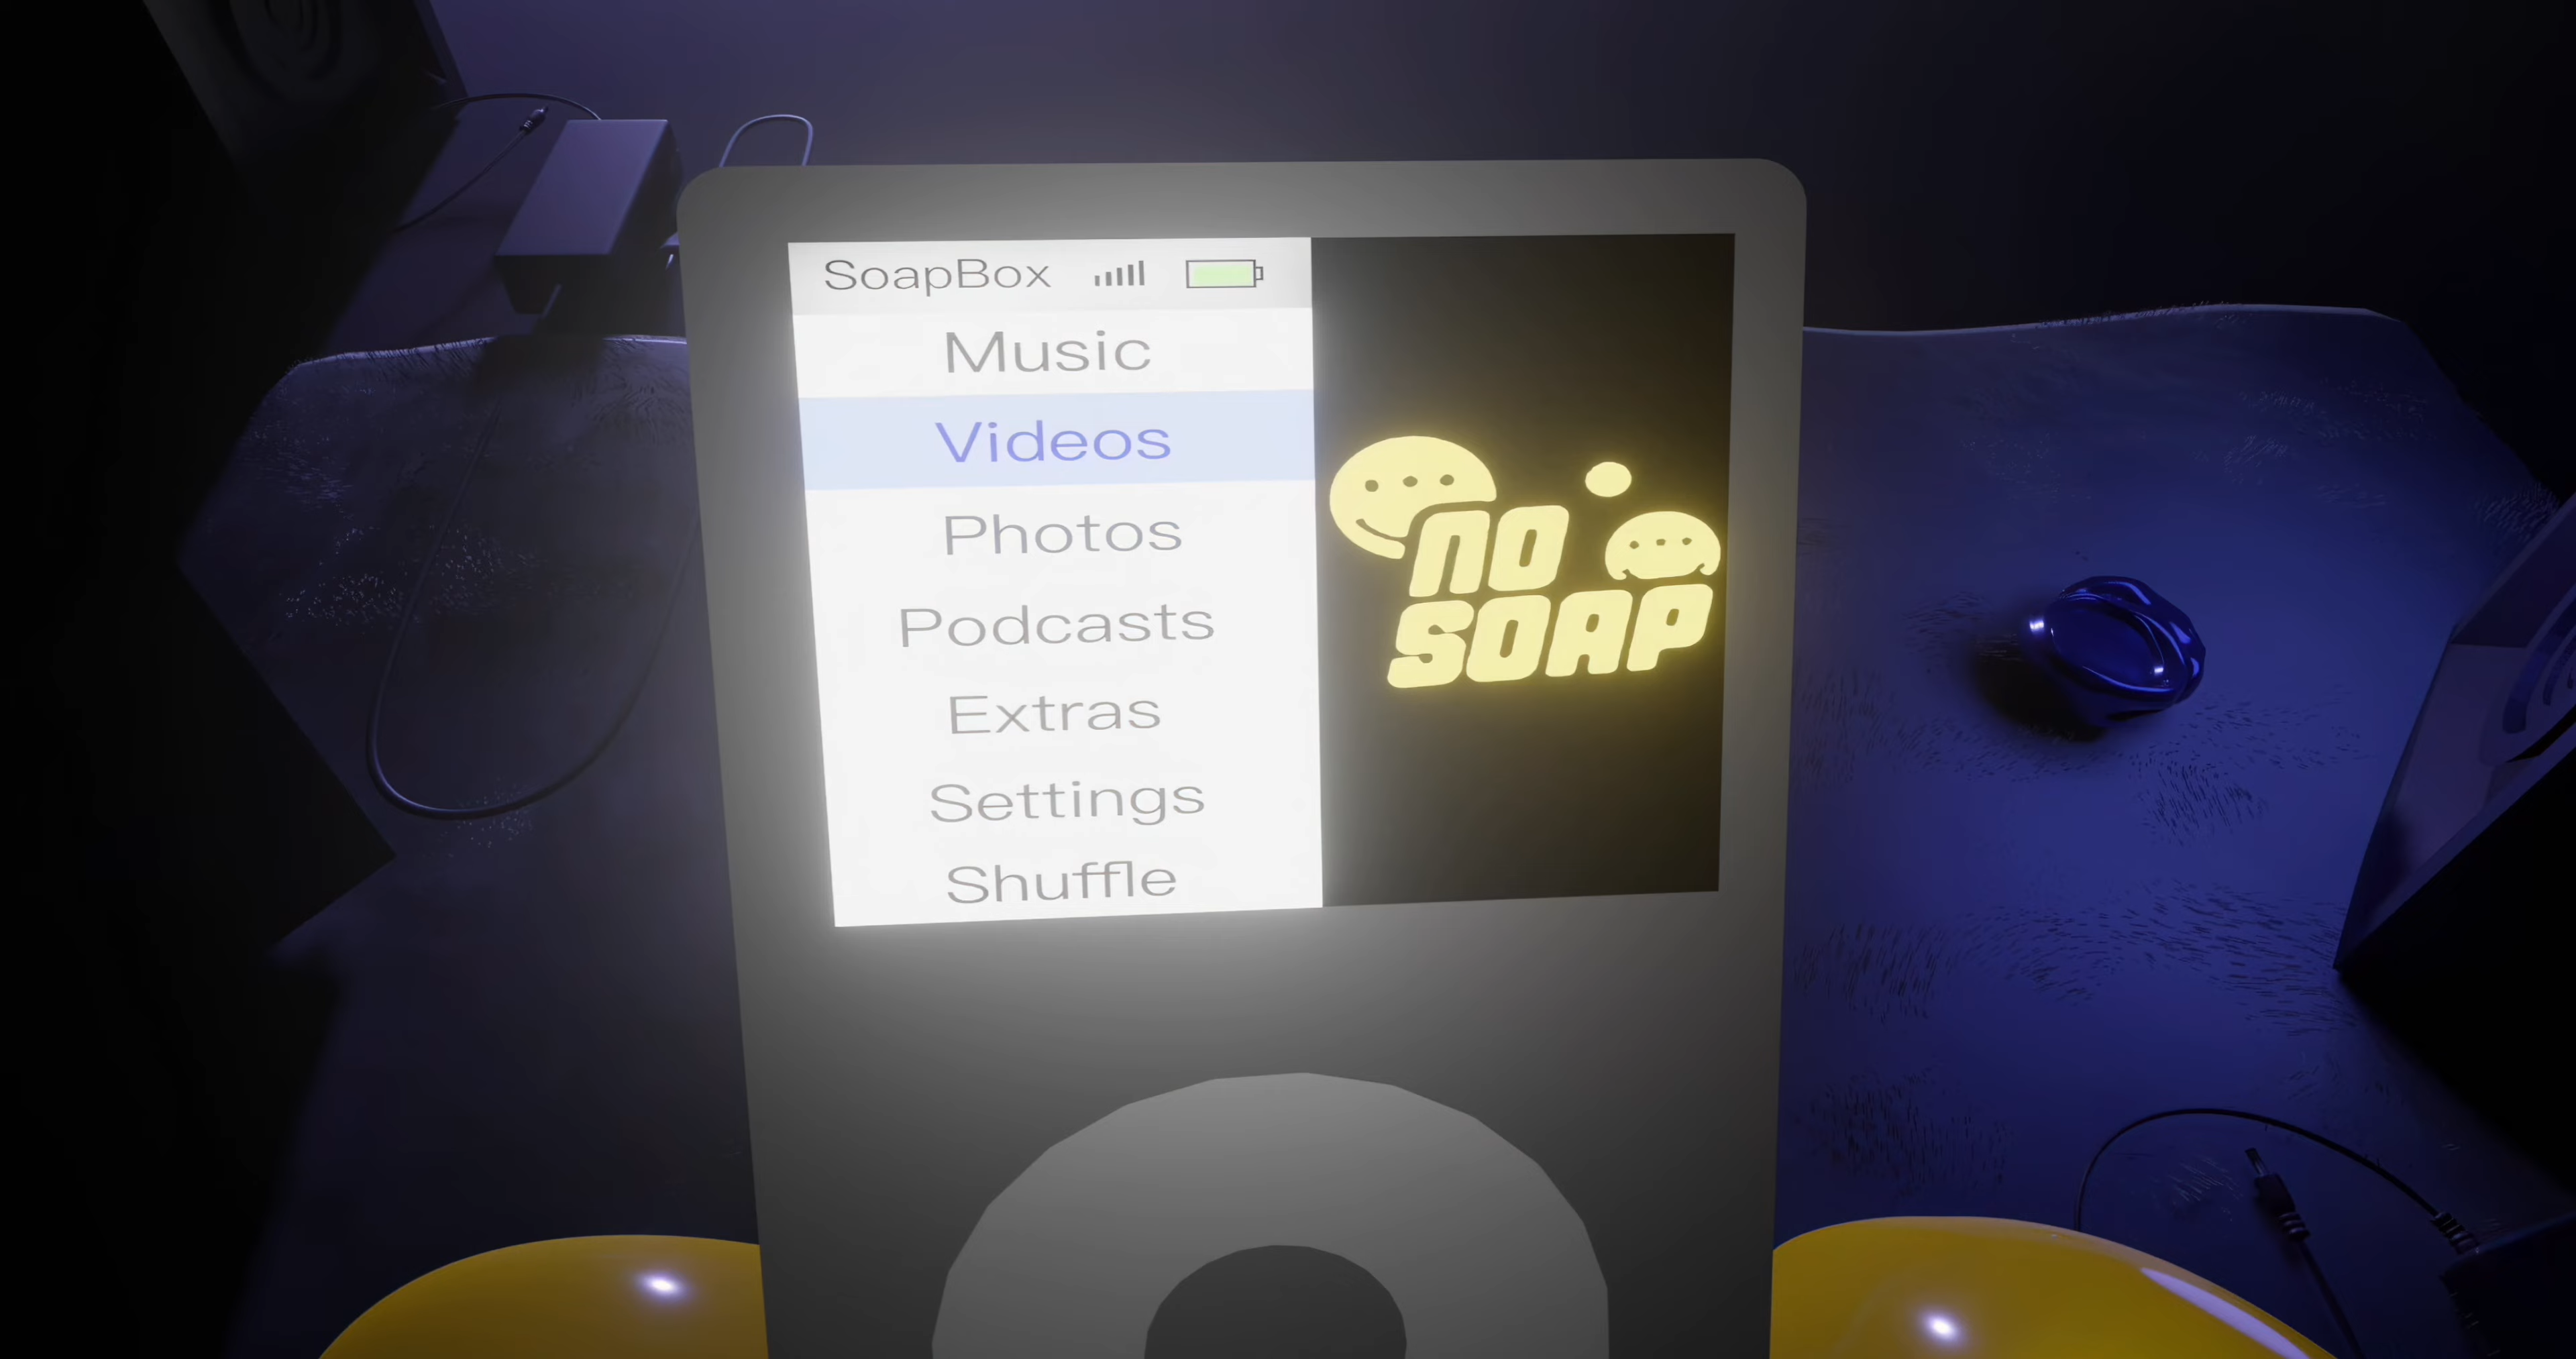 SoapBox
Music
Videos
Photos
Podcasts
Extras
Settings
Shuffle
NO
SOAP